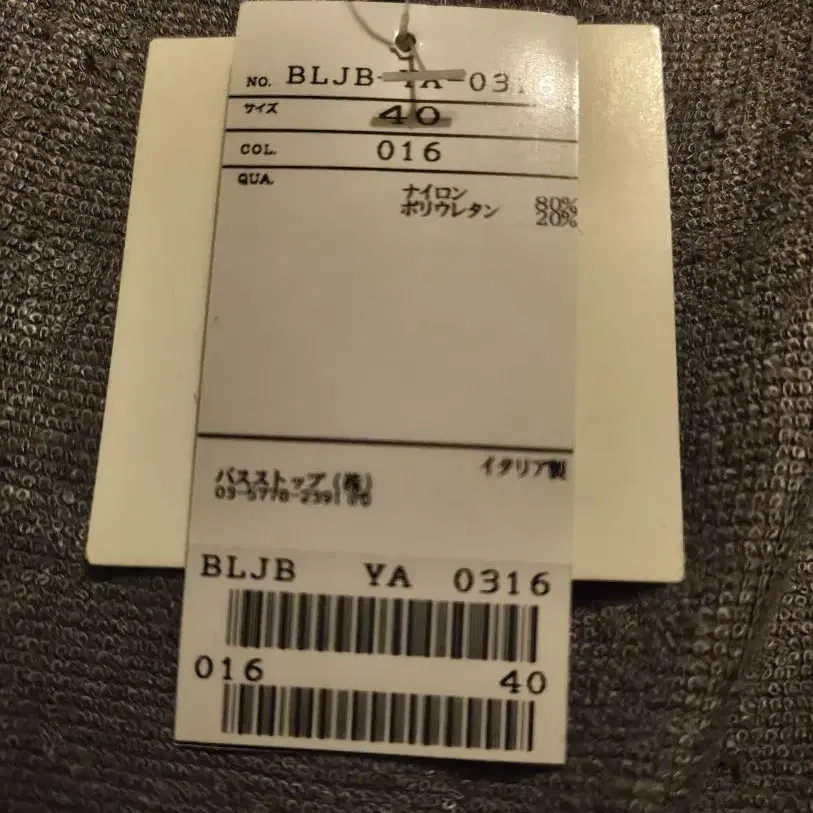 NO. BLJB-YA-0316
サイズ 40
COL. 016
QUA.
ナイロン 80%
ポリウレタン 20%
イタリア製
バスストップ(株)
BLJB YA 0316
016 40